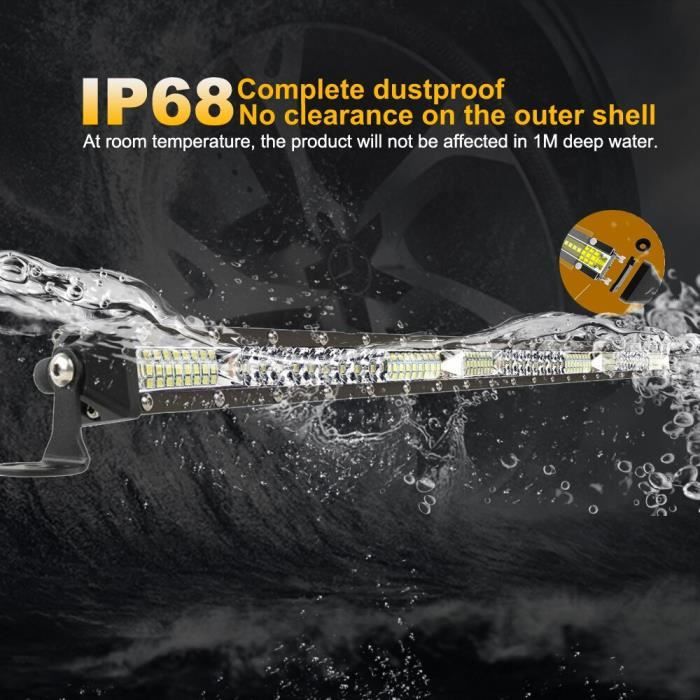 IP68 Complete dustproof
No clearance on the outer shell
At room temperature, the product will not be affected in 1M deep water.